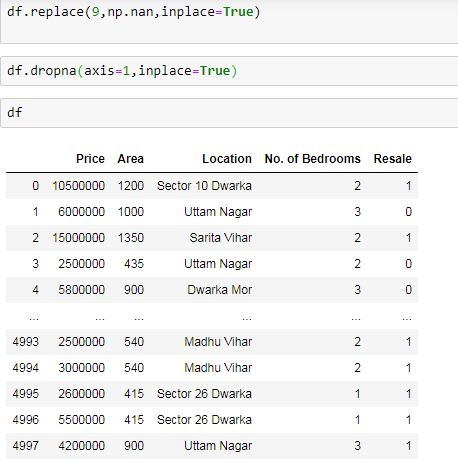 df.replace(9,np.nan,inplace=True)
df.dropna(axis=1,inplace=True)
df
Price Area Location No. of Bedrooms Resale
0 10500000 1200 Sector 10 Dwarka 2 1
1 6000000 1000 Uttam Nagar 3 0
2 15000000 1350 Sarita Vihar 2 1
3 2500000 435 Uttam Nagar 2 0
4 5800000 900 Dwarka Mor 3 0
... ... ... ... ... ...
4993 2500000 540 Madhu Vihar 2 1
4994 3000000 540 Madhu Vihar 2 1
4995 2600000 415 Sector 26 Dwarka 1 1
4996 5500000 415 Sector 26 Dwarka 1 1
4997 4200000 900 Uttam Nagar 3 1